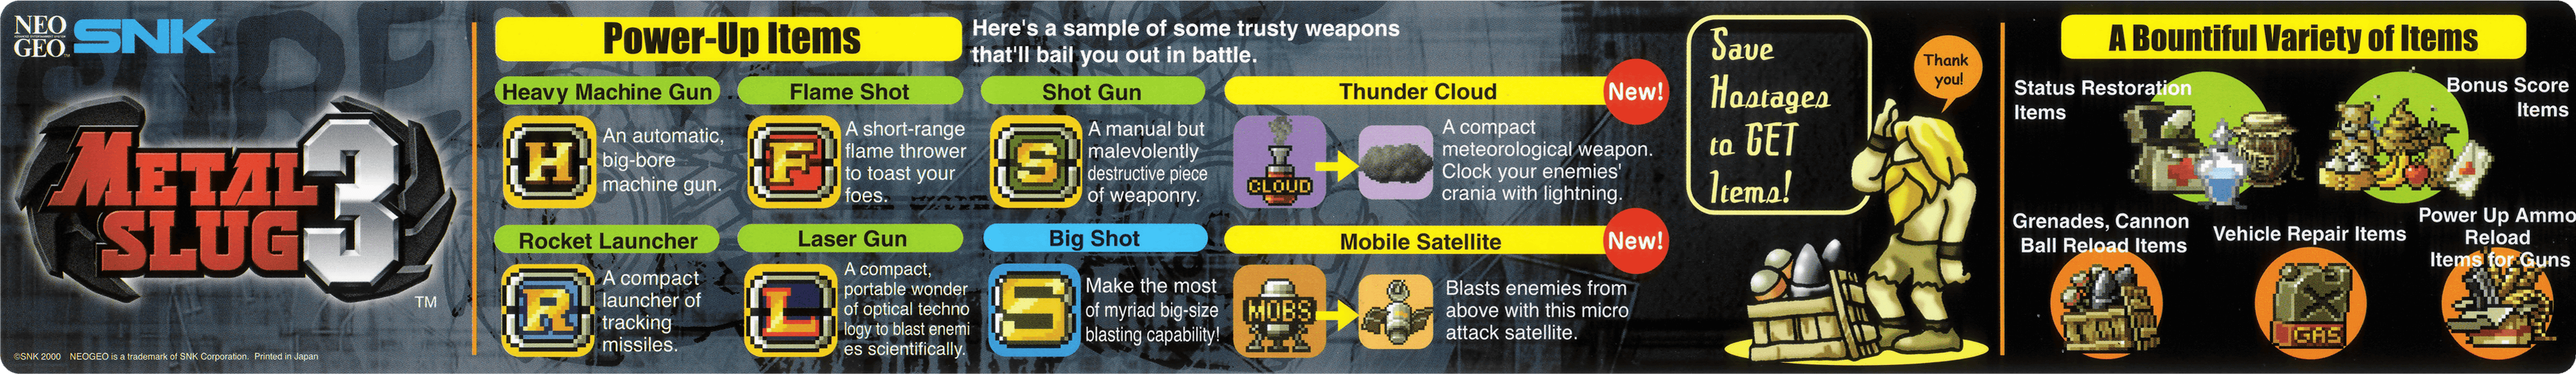 NEO
GEO
SNK
METAL
SLUG 3
TM
©SNK 2000 NEOGEO is a trademark of SNK Corporation. Printed in Japan
Power-Up Items
Here's a sample of some trusty weapons
that'll bail you out in battle.
Heavy Machine Gun
H
An automatic,
big-bore
machine gun.
Flame Shot
F
A short-range
flame thrower
to toast your
foes.
Shot Gun
S
A manual but
malevolently
destructive piece
of weaponry.
Thunder Cloud
New!
CLOUD
A compact
meteorological weapon.
Clock your enemies'
crania with lightning.
Rocket Launcher
R
A compact
launcher of
tracking
missiles.
Laser Gun
L
A compact,
portable wonder
of optical techno
logy to blast enemi
es scientifically.
Big Shot
S
Make the most
of myriad big-size
blasting capability!
Mobile Satellite
New!
MOBS
Blasts enemies from
above with this micro
attack satellite.
Save
Hostages
to GET
Items!
Thank
you!
A Bountiful Variety of Items
Status Restoration
Items
Bonus Score
Items
Grenades, Cannon
Ball Reload Items
Vehicle Repair Items
GAS
Power Up Ammo
Reload
Items for Guns